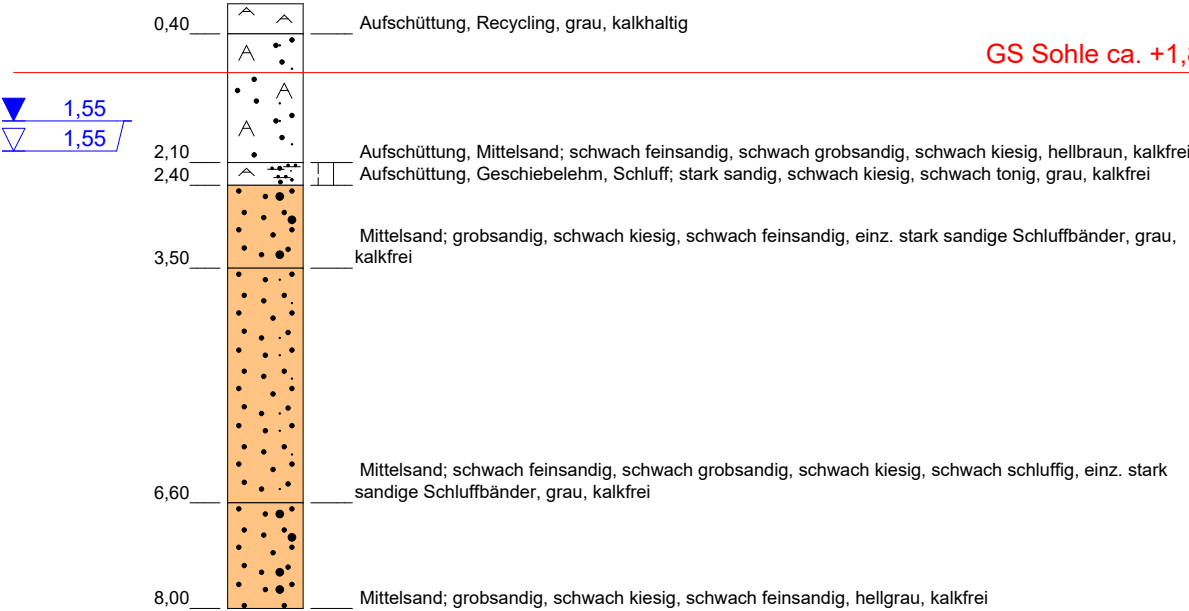 0,40
Aufschüttung, Recycling, grau, kalkhaltig
GS Sohle ca.
1,55
1,55
2,10
Aufschüttung, Mittelsand; schwach feinsandig, schwach grobsandig, schwach kiesig, hellbraun, kalkfrei
2,40
Aufschüttung, Geschiebelehm, Schluff; stark sandig, schwach kiesig, schwach tonig, grau, kalkfrei
Mittelsand; grobsandig, schwach kiesig, schwach feinsandig, einz. stark sandige Schluffbänder, grau,
kalkfrei
3,50
Mittelsand; schwach feinsandig, schwach grobsandig, schwach kiesig, schwach schluffig, einz. stark
sandige Schluffbänder, grau, kalkfrei
6,60
8,00
Mittelsand; grobsandig, schwach kiesig, schwach feinsandig, hellgrau, kalkfrei